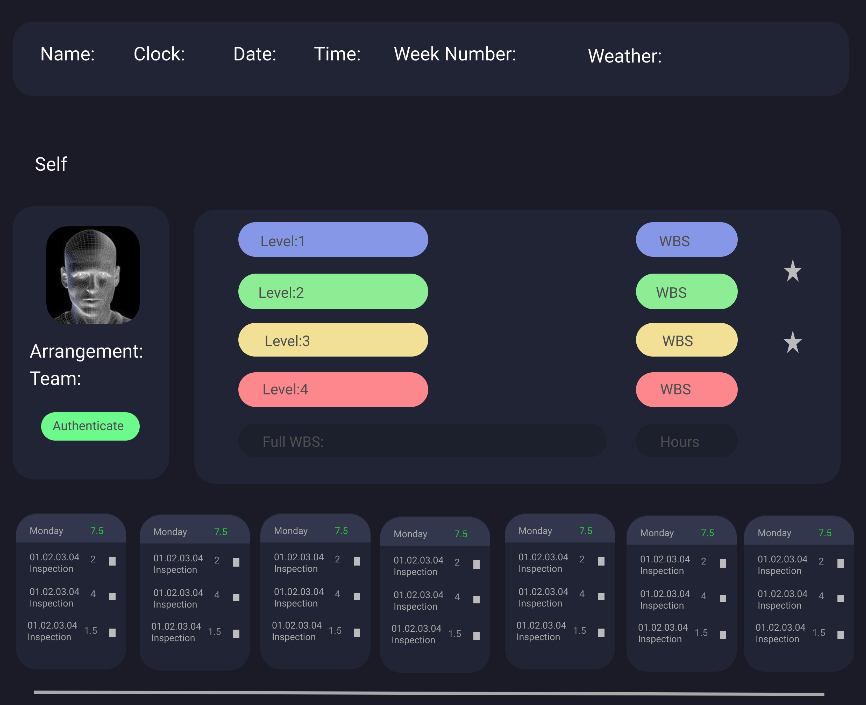 Name: Clock: Date: Time: Week Number: Weather:
Self
Arrangement:
Team:
Authenticate
Level:1 WBS
Level:2 WBS
Level:3 WBS
Level:4 WBS
Full WBS: Hours
Monday 7.5
01.02.03.04 2
Inspection
01.02.03.04 4
Inspection
01.02.03.04 1.5
Inspection
Monday 7.5
01.02.03.04 2
Inspection
01.02.03.04 4
Inspection
01.02.03.04 1.5
Inspection
Monday 7.5
01.02.03.04 2
Inspection
01.02.03.04 4
Inspection
01.02.03.04 1.5
Inspection
Monday 7.5
01.02.03.04 2
Inspection
01.02.03.04 4
Inspection
01.02.03.04 1.5
Inspection
Monday 7.5
01.02.03.04 2
Inspection
01.02.03.04 4
Inspection
01.02.03.04 1.5
Inspection
Monday 7.5
01.02.03.04 2
Inspection
01.02.03.04 4
Inspection
01.02.03.04 1.5
Inspection
Monday 7.5
01.02.03.04 2
Inspection
01.02.03.04 4
Inspection
01.02.03.04 1.5
Inspection